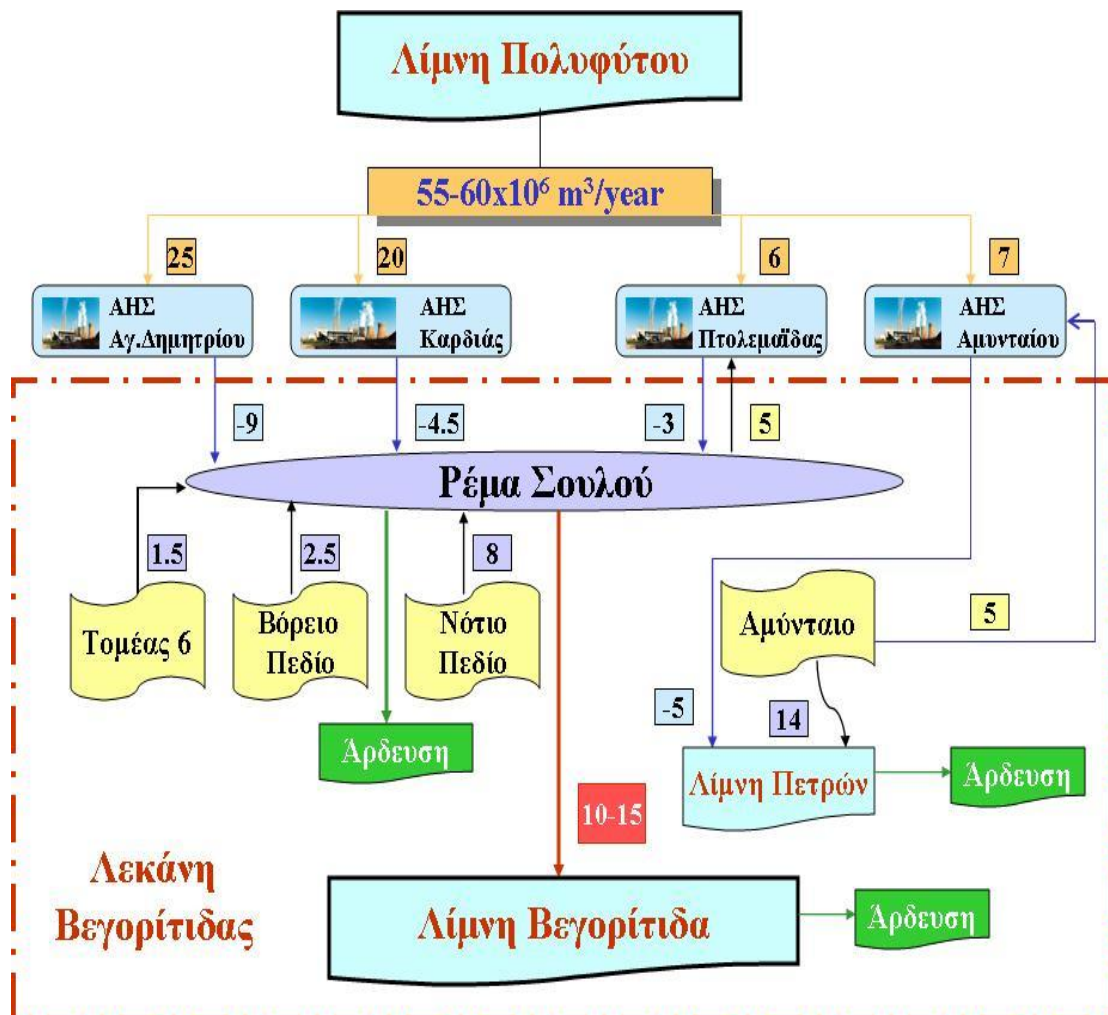 Λίμνη Πολυφύτου
55-60x10⁶ m³/year
25
20
6
7
ΑΗΣ
Αγ.Δημητρίου
ΑΗΣ
Καρδιάς
ΑΗΣ
Πτολεμαΐδας
ΑΗΣ
Αμυνταίου
-9
-4.5
-3
5
Ρέμα Σουλού
1.5
2.5
8
Τομέας 6
Βόρειο
Πεδίο
Νότιο
Πεδίο
Αμύνταιο
5
-5
14
Άρδευση
Λίμνη Πετρών
Άρδευση
10-15
Λεκάνη
Βεγορίτιδας
Λίμνη Βεγορίτιδα
Άρδευση